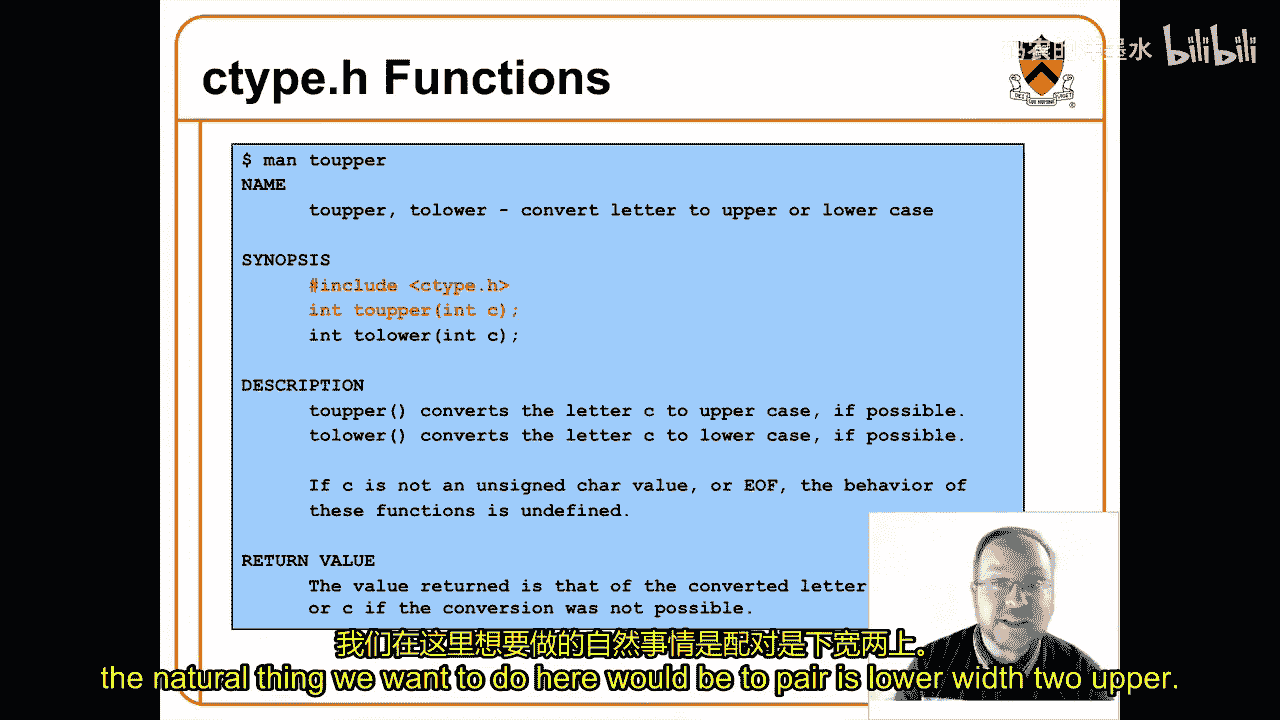 ctype.h Functions
bilibili
$ man toupper
NAME
toupper, tolower - convert letter to upper or lower case
SYNOPSIS
#include <ctype.h>
int toupper(int c);
int tolower(int c);
DESCRIPTION
toupper() converts the letter c to upper case, if possible.
tolower() converts the letter c to lower case, if possible.
If c is not an unsigned char value, or EOF, the behavior of
these functions is undefined.
RETURN VALUE
The value returned is that of the converted letter
or c if the conversion was not possible.
我们在这里想要做的自然事情是配对是下宽两上。
the natural thing we want to do here would be to pair is lower width two upper.